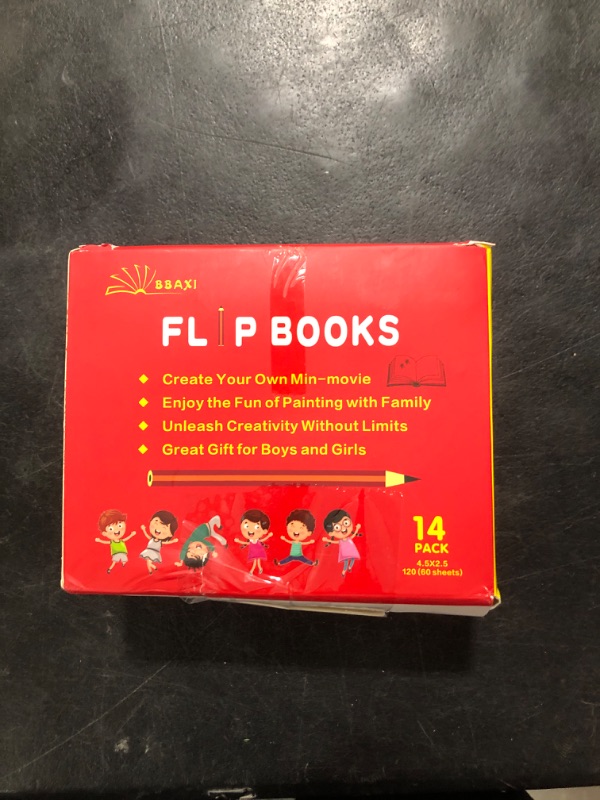 BBAXI
FLIP BOOKS
Create Your Own Min-movie
Enjoy the Fun of Painting with Family
Unleash Creativity Without Limits
Great Gift for Boys and Girls
14
PACK
4.5X2.5
120 (60 sheets)